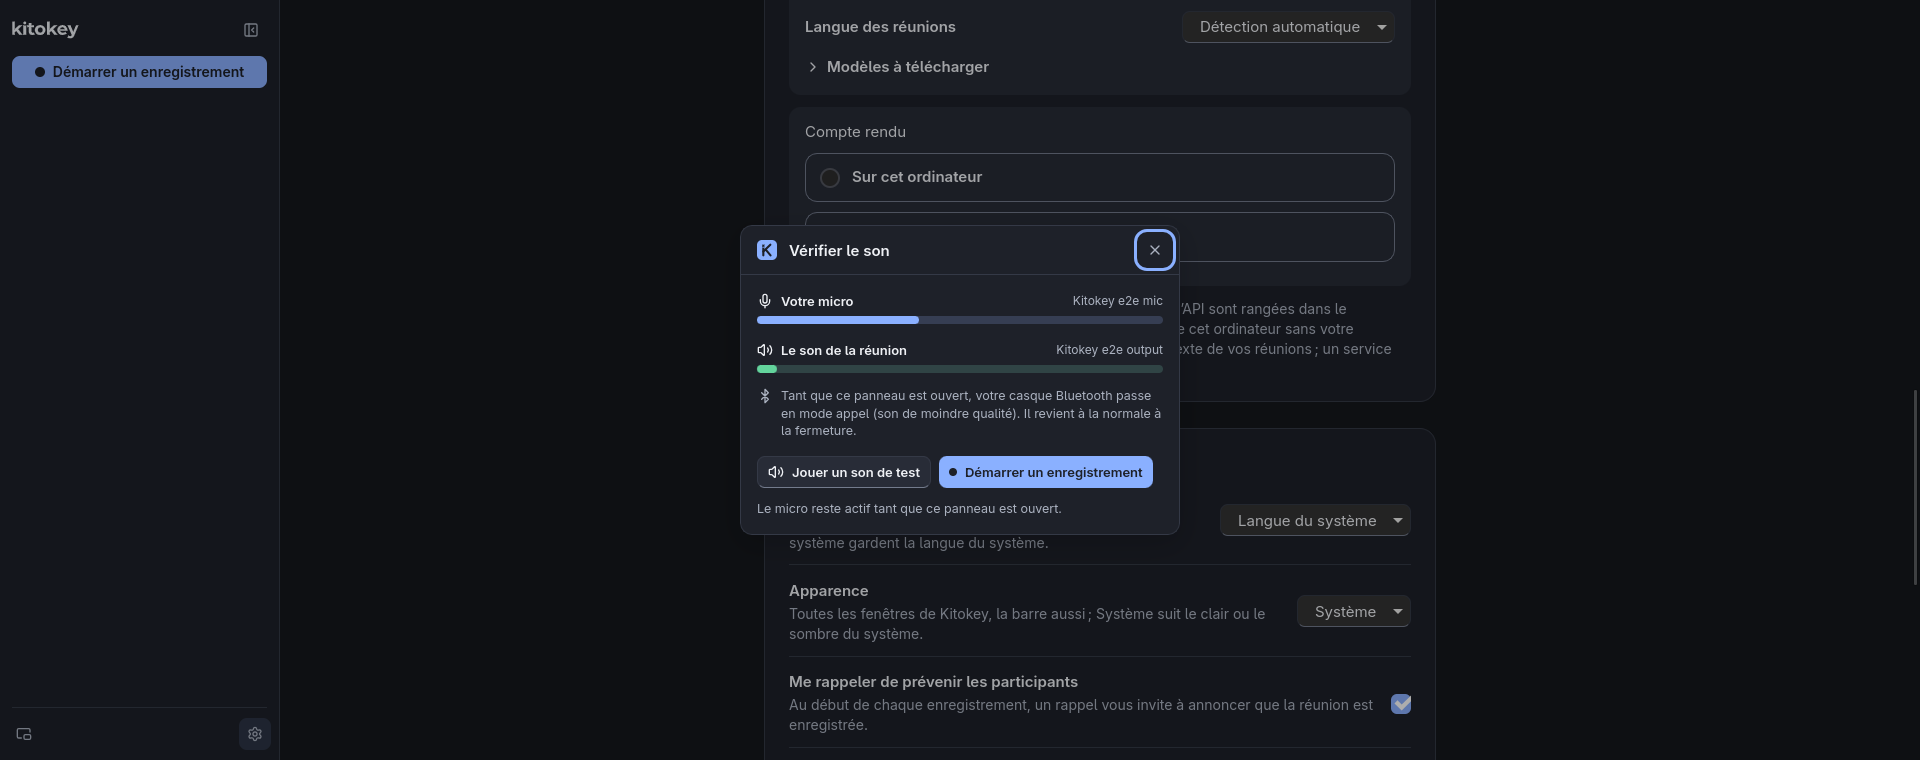 kitokey
Démarrer un enregistrement
Langue des réunions
Détection automatique
Modèles à télécharger
Compte rendu
Sur cet ordinateur
K
Vérifier le son
Votre micro
Kitokey e2e mic
Le son de la réunion
Kitokey e2e output
Tant que ce panneau est ouvert, votre casque Bluetooth passe
en mode appel (son de moindre qualité). Il revient à la normale à
la fermeture.
Jouer un son de test
Démarrer un enregistrement
Le micro reste actif tant que ce panneau est ouvert.
API sont rangées dans le
cet ordinateur sans votre
de vos réunions ; un service
Langue du système
système gardent la langue du système.
Apparence
Toutes les fenêtres de Kitokey, la barre aussi ; Système suit le clair ou le
sombre du système.
Système
Me rappeler de prévenir les participants
Au début de chaque enregistrement, un rappel vous invite à annoncer que la réunion est
enregistrée.